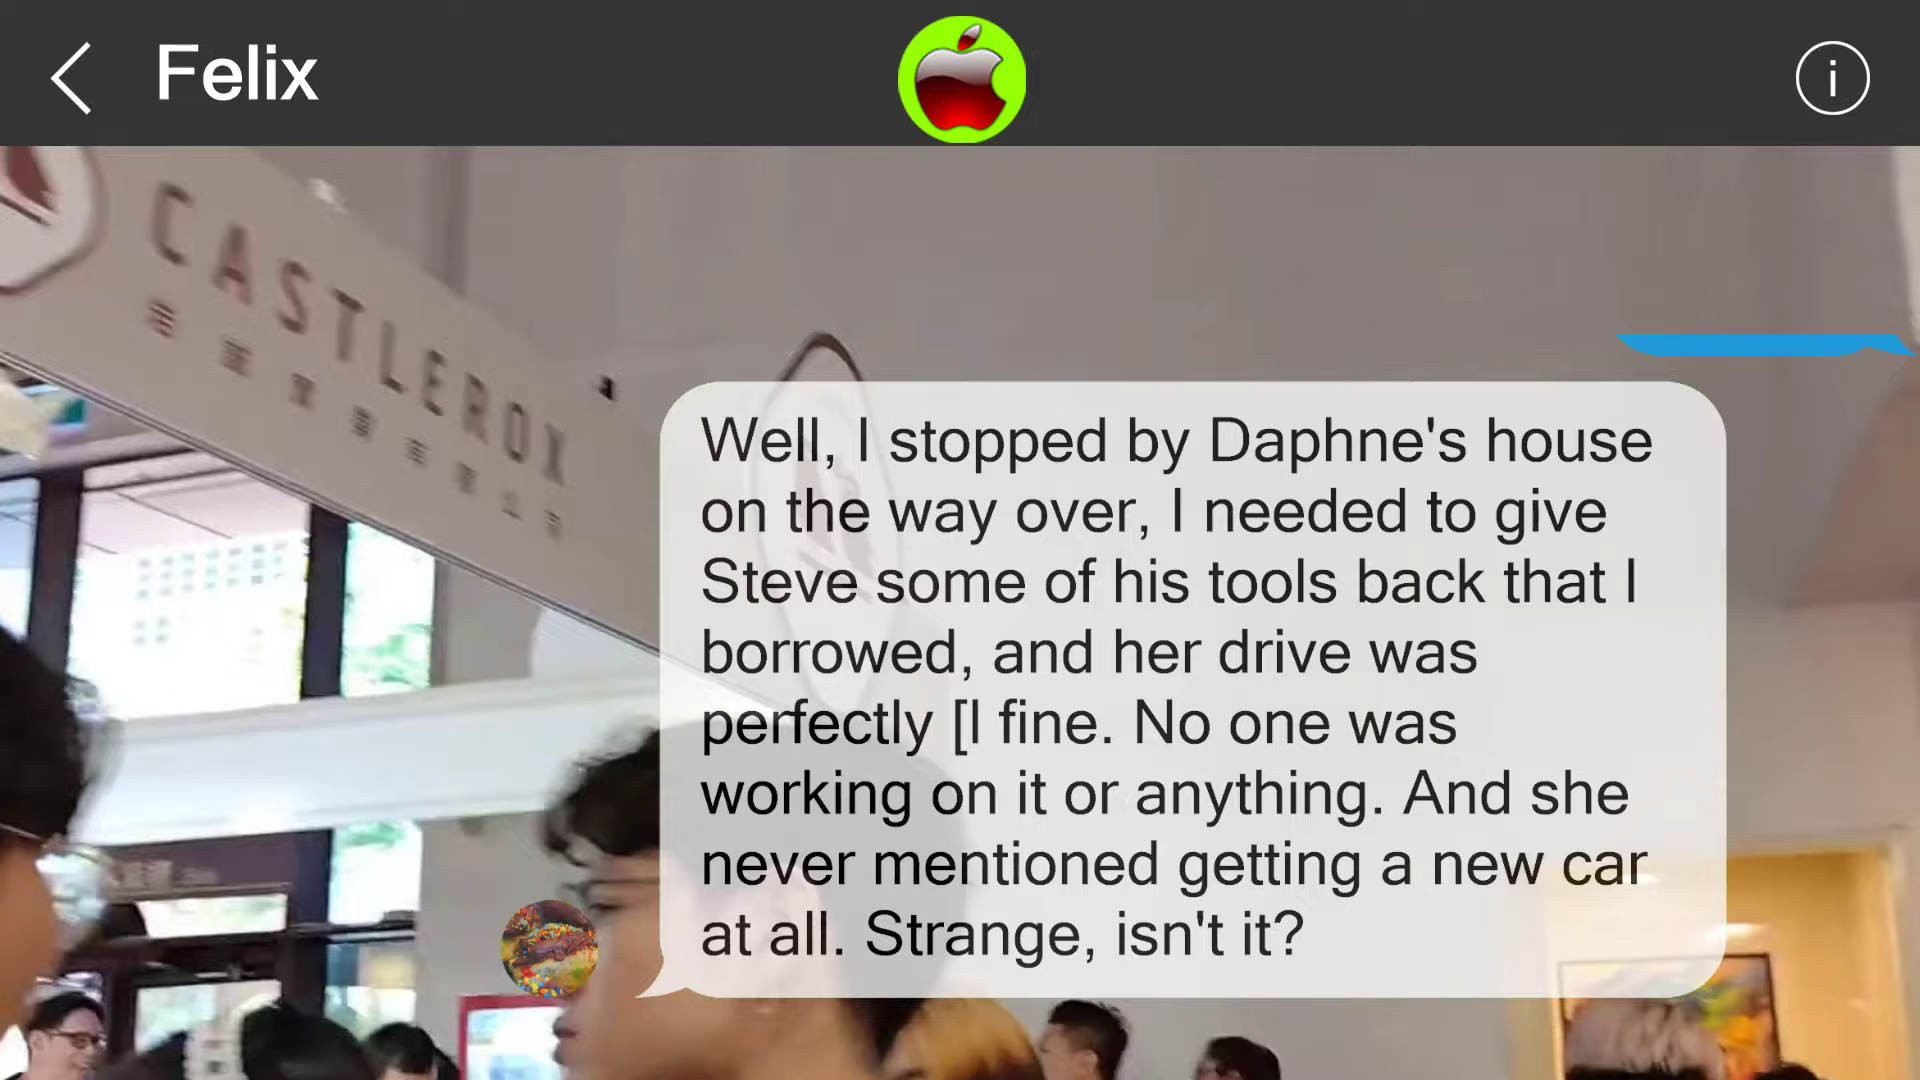 Felix
i
CASTLEROX
Well, I stopped by Daphne's house
on the way over, I needed to give
Steve some of his tools back that I
borrowed, and her drive was
perfectly [I fine. No one was
working on it or anything. And she
never mentioned getting a new car
at all. Strange, isn't it?